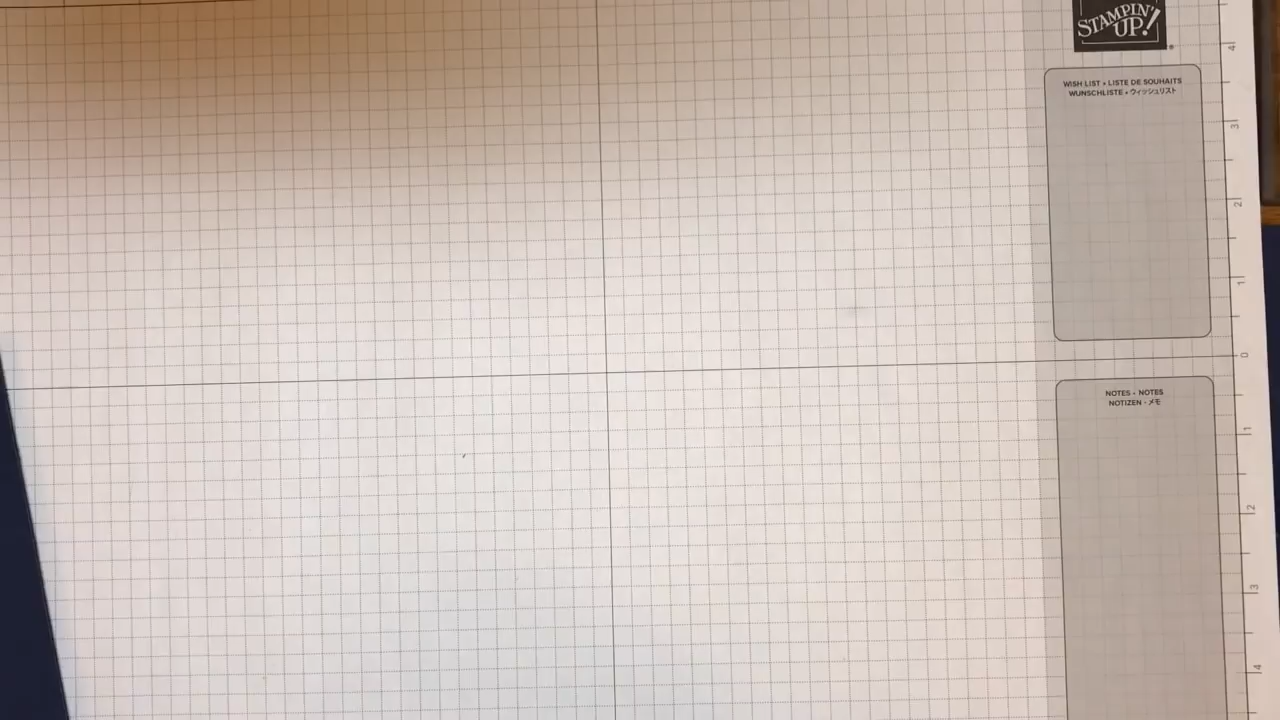 STAMPIN'
UP!
®
WISH LIST • LISTE DE SOUHAITS
WUNSCHLISTE • ウィッシュリスト
NOTES • NOTES
NOTIZEN • メモ
4
3
2
1
0
1
2
3
4